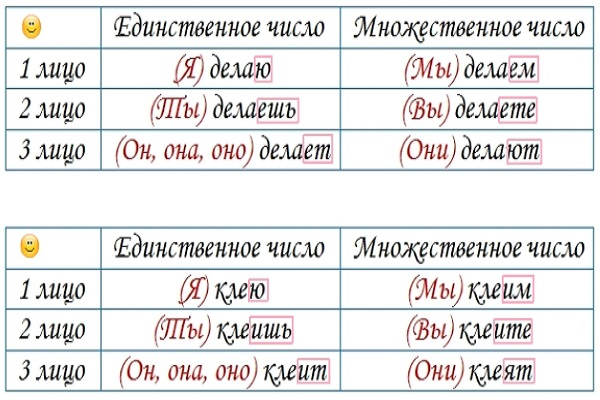 Единственное число Множественное число
1 лицо (Я) делаю (Мы) делаем
2 лицо (Ты) делаешь (Вы) делаете
3 лицо (Он, она, оно) делает (Они) делают
Единственное число Множественное число
1 лицо (Я) клею (Мы) клеим
2 лицо (Ты) клеишь (Вы) клеите
3 лицо (Он, она, оно) клеит (Они) клеят